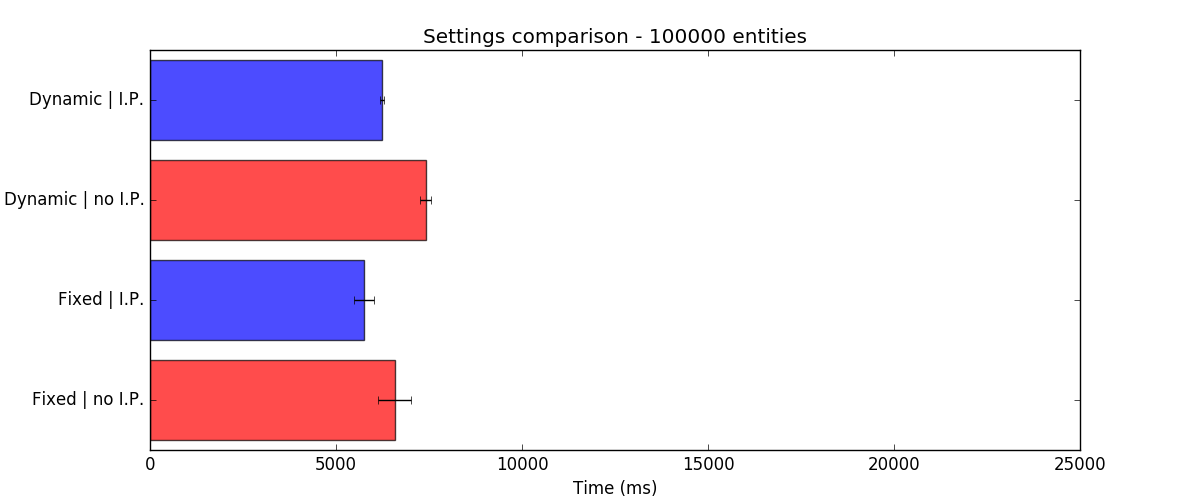 Settings comparison - 100000 entities
Dynamic | I.P.
Dynamic | no I.P.
Fixed | I.P.
Fixed | no I.P.
0 5000 10000 15000 20000 25000
Time (ms)